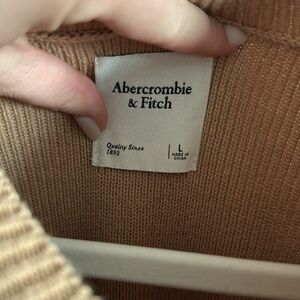 Abercrombie
& Fitch
Quality Since
1892
L
MADE IN
CHINA